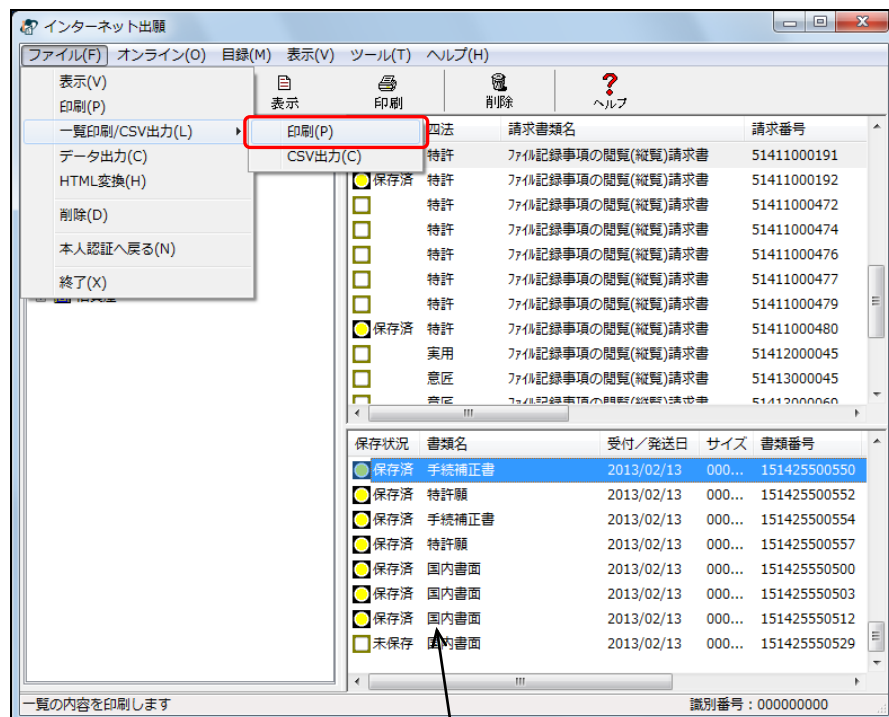 インターネット出願
ファイル(F) オンライン(O) 目録(M) 表示(V) ツール(T) ヘルプ(H)
表示 印刷 削除 ヘルプ
表示(V)
印刷(P)
一覧印刷/CSV出力(L)
データ出力(C)
HTML変換(H)
削除(D)
本人認証へ戻る(N)
終了(X)
印刷(P)
CSV出力(C)
四法 請求書類名 請求番号
特許 ファイル記録事項の閲覧(縦覧)請求書 51411000191
保存済 特許 ファイル記録事項の閲覧(縦覧)請求書 51411000192
特許 ファイル記録事項の閲覧(縦覧)請求書 51411000472
特許 ファイル記録事項の閲覧(縦覧)請求書 51411000474
特許 ファイル記録事項の閲覧(縦覧)請求書 51411000476
特許 ファイル記録事項の閲覧(縦覧)請求書 51411000477
特許 ファイル記録事項の閲覧(縦覧)請求書 51411000479
保存済 特許 ファイル記録事項の閲覧(縦覧)請求書 51411000480
実用 ファイル記録事項の閲覧(縦覧)請求書 51412000045
意匠 ファイル記録事項の閲覧(縦覧)請求書 51413000045
意匠 ファイル記録事項の閲覧(縦覧)請求書 51413000060
保存状況 書類名 受付／発送日 サイズ 書類番号
保存済 手続補正書 2013/02/13 000... 151425500550
保存済 特許願 2013/02/13 000... 151425500552
保存済 手続補正書 2013/02/13 000... 151425500554
保存済 特許願 2013/02/13 000... 151425500557
保存済 国内書面 2013/02/13 000... 151425550500
保存済 国内書面 2013/02/13 000... 151425550503
保存済 国内書面 2013/02/13 000... 151425550512
未保存 国内書面 2013/02/13 000... 151425550529
一覧の内容を印刷します 識別番号：000000000